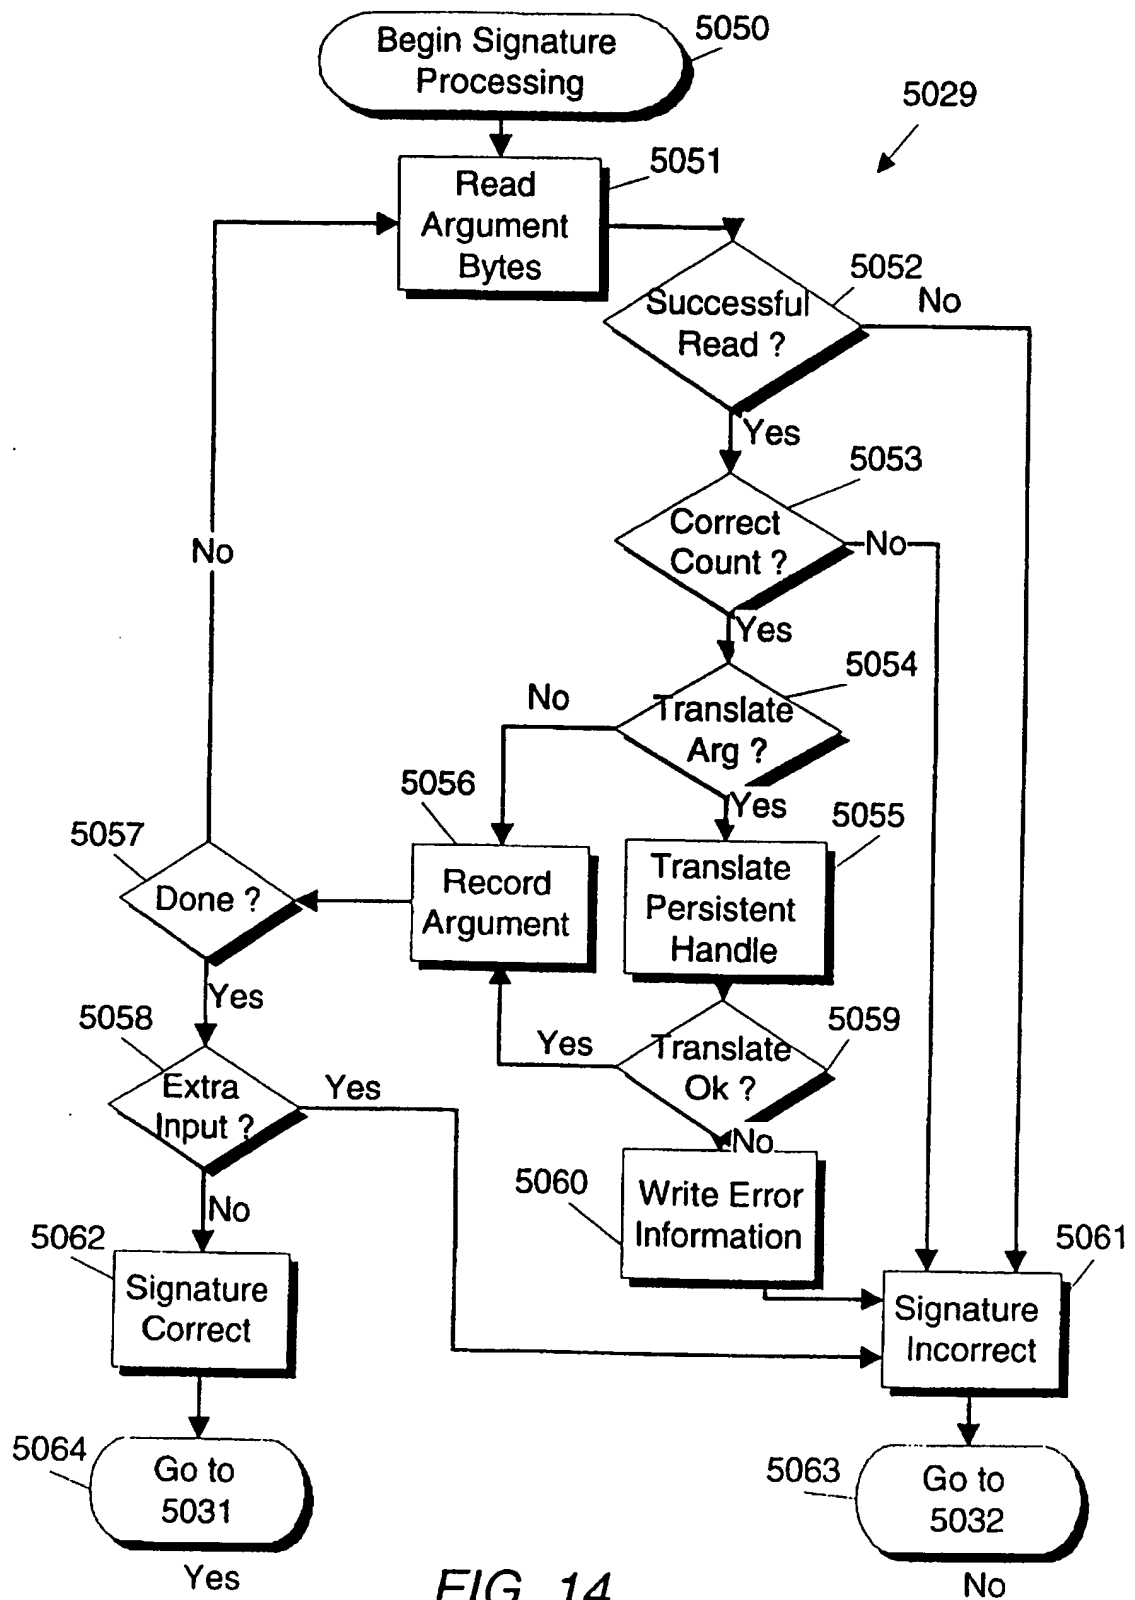 Begin Signature
Processing
5050
5029
Read
Argument
Bytes
5051
Successful
Read ?
5052
No
Yes
Correct
Count ?
5053
No
Yes
No
Translate
Arg ?
5054
No
Yes
Record
Argument
5056
Translate
Persistent
Handle
5055
Done ?
5057
Yes
Translate
Ok ?
5059
Yes
No
Extra
Input ?
5058
Yes
No
Write Error
Information
5060
Signature
Correct
5062
Signature
Incorrect
5061
Go to
5031
5064
Yes
Go to
5032
5063
No
FIG. 14